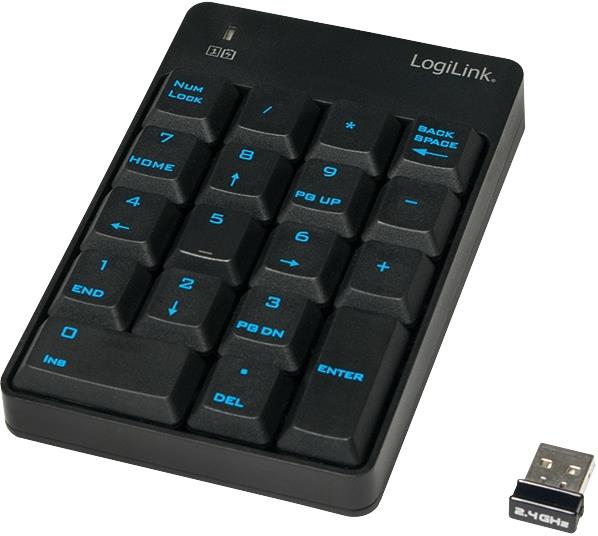 LogiLink®
1
NUM
LOCK
/
*
BACK
SPACE
←
7
HOME
8
↑
9
PG UP
-
4
←
5
6
→
+
1
END
2
↓
3
PG DN
ENTER
0
INS
.
DEL
2.4GHz